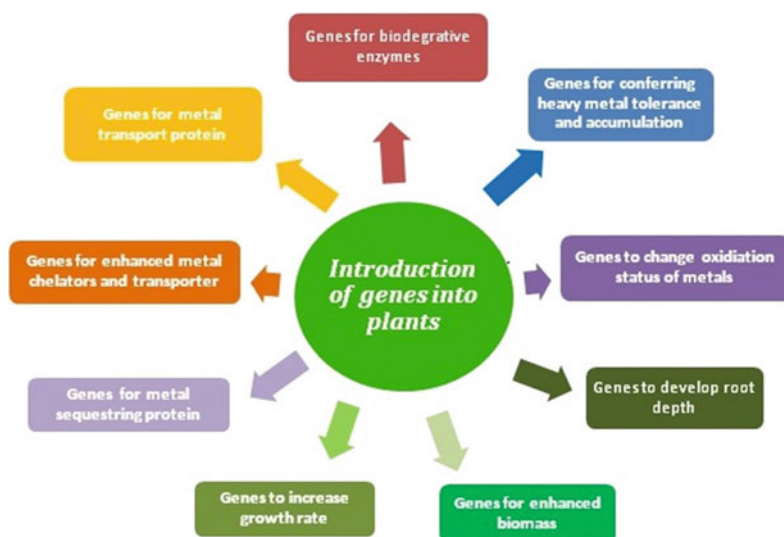 Genes for biodegrative
enzymes
Genes for conferring
heavy metal tolerance
and accumulation
Genes for metal
transport protein
Genes for enhanced metal
chelators and transporter
Introduction
of genes into
plants
Genes to change oxidiation
status of metals
Genes for metal
sequestring protein
Genes to develop root
depth
Genes to increase
growth rate
Genes for enhanced
biomass